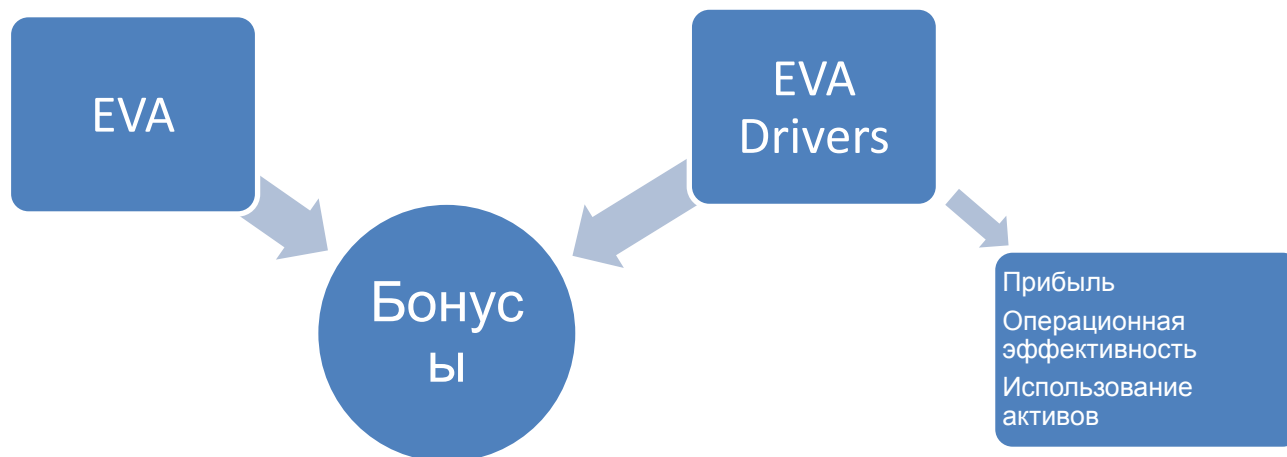 EVA
EVA
Drivers
Бонус
ы
Прибыль
Операционная
эффективность
Использование
активов